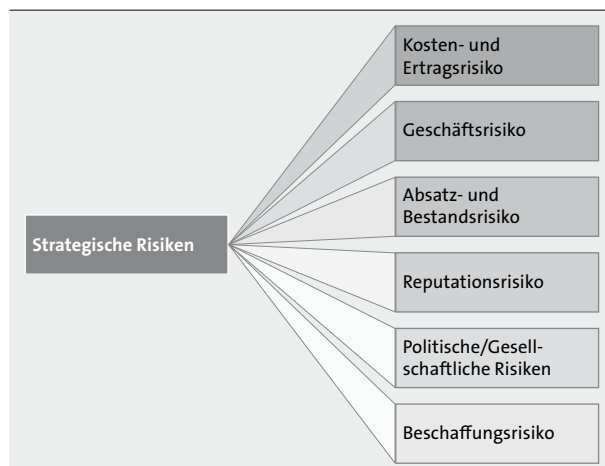 Kosten- und
Ertragsrisiko
Geschäftsrisiko
Absatz- und
Bestandsrisiko
Strategische Risiken
Reputationsrisiko
Politische/Gesell-
schaftliche Risiken
Beschaffungsrisiko